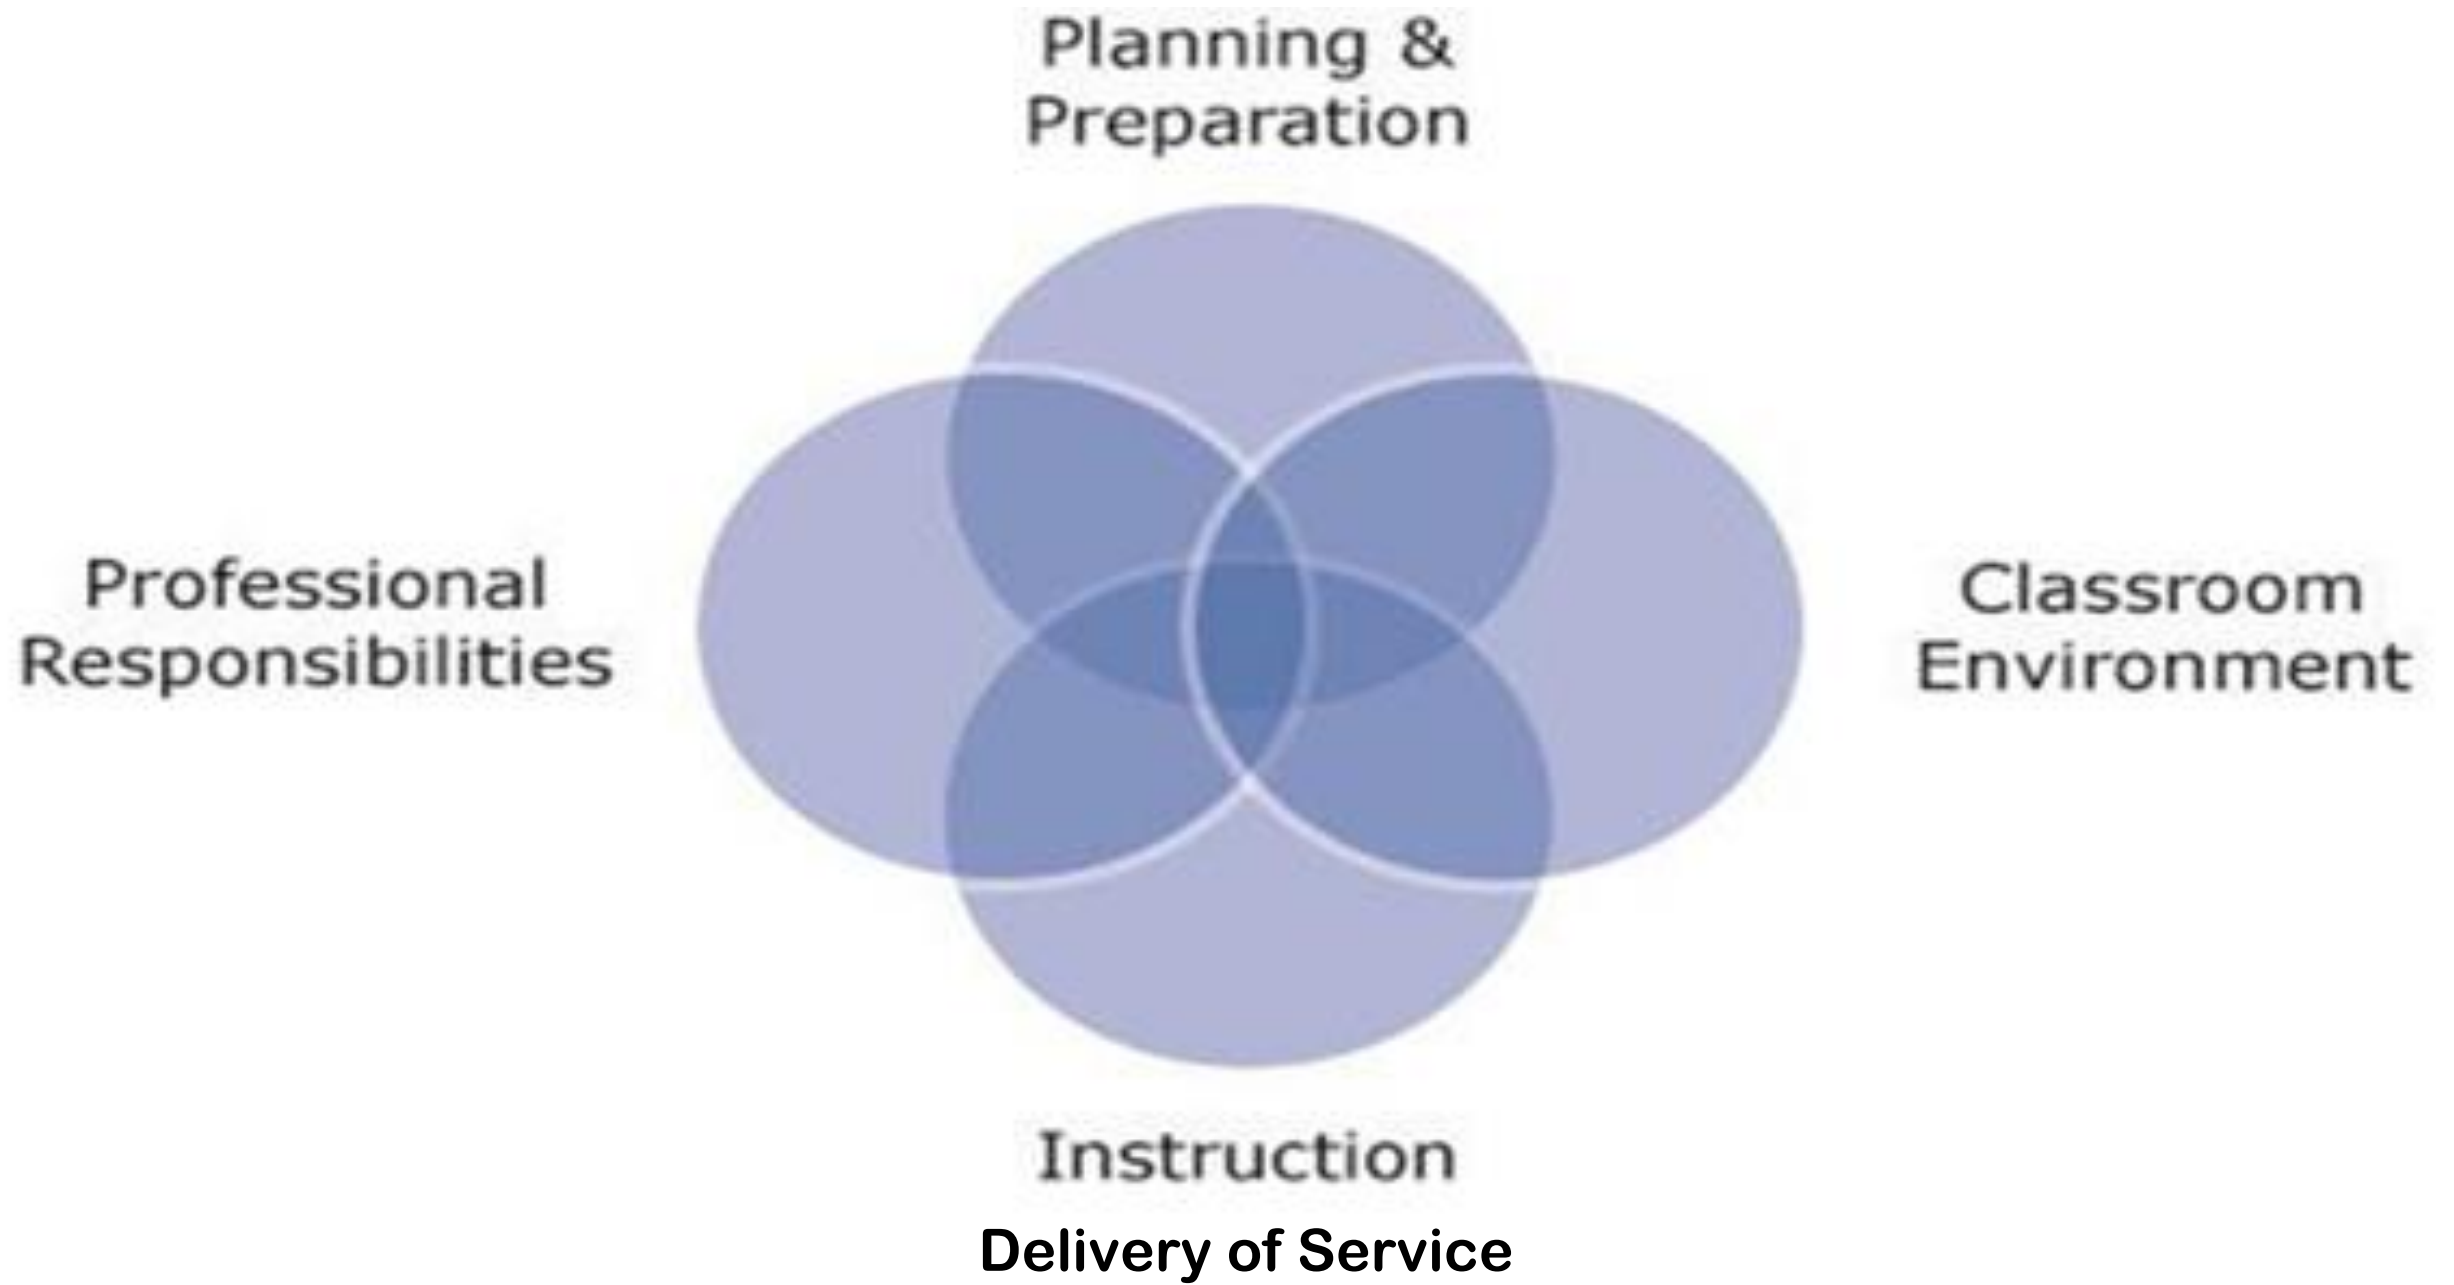 Planning &
Preparation
Professional
Responsibilities
Classroom
Environment
Instruction
Delivery of Service